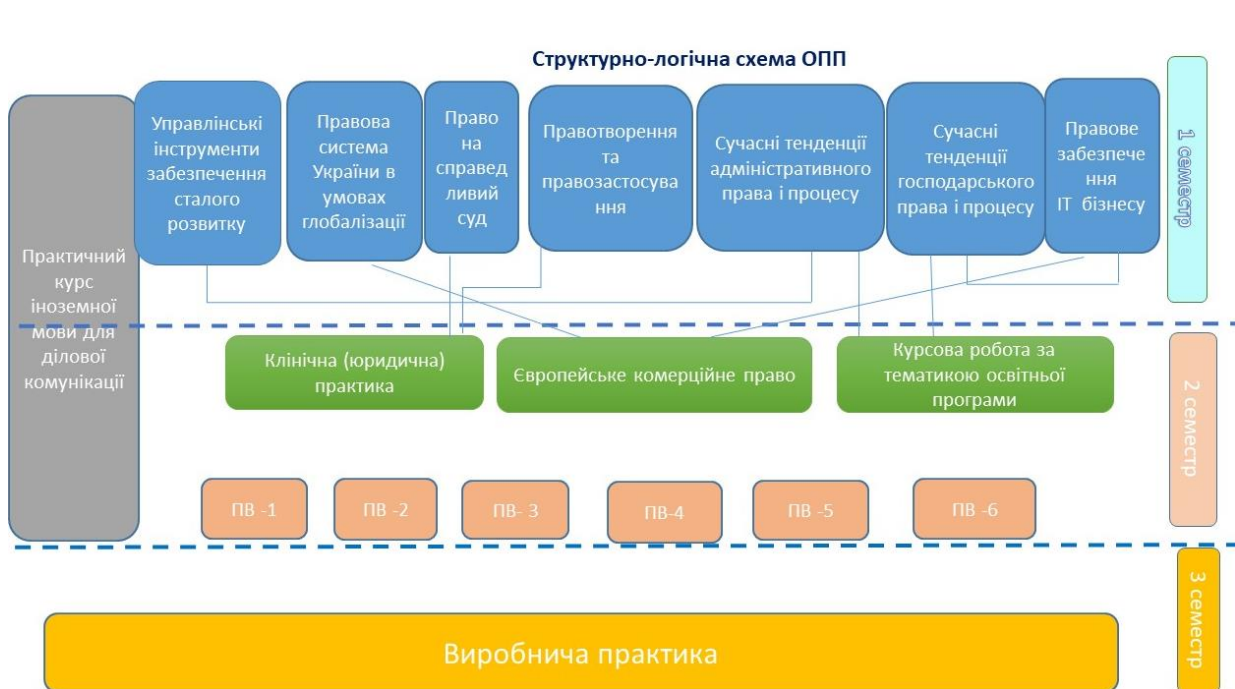 Структурно-логічна схема ОПП
Практичний
курс
іноземної
мови для
ділової
комунікації
Управлінські
інструменти
забезпечення
сталого
розвитку
Правова
система
України в
умовах
глобалізації
Право
на
справед
ливий
суд
Правотворення
та
правозастосува
ння
Сучасні тенденції
адміністративного
права і процесу
Сучасні
тенденції
господарського
права і процесу
Правове
забезпече
ння
ІТ бізнесу
1 семестр
Клінічна (юридична)
практика
Європейське комерційне право
Курсова робота за
тематикою освітньої
програми
2 семестр
ПВ -1
ПВ -2
ПВ- 3
ПВ-4
ПВ -5
ПВ -6
3 семестр
Виробнича практика